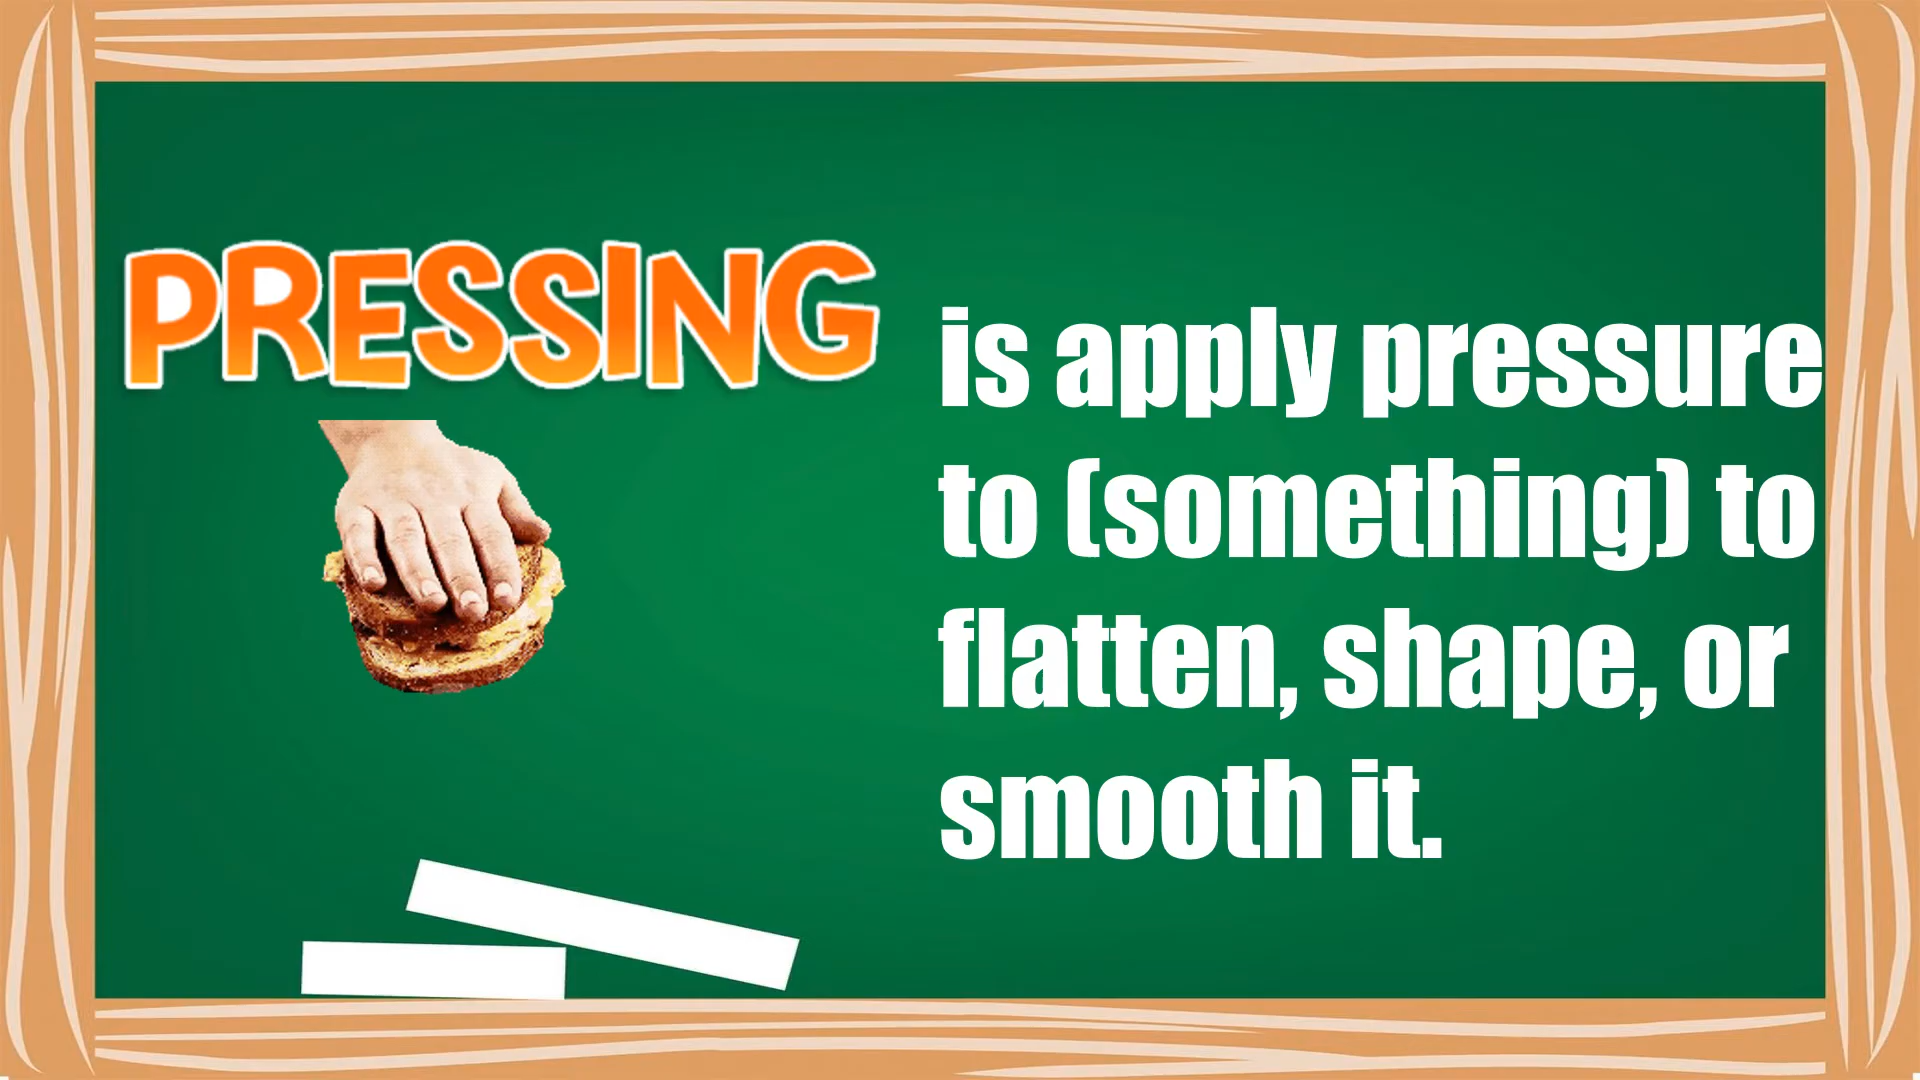 PRESSING
is apply pressure
to (something) to
flatten, shape, or
smooth it.